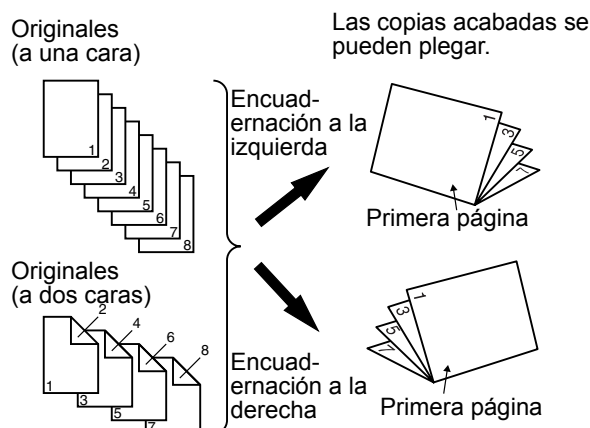 Originales
(a una cara)
1
2
3
4
5
6
7
8
Originales
(a dos caras)
2
4
6
8
1
3
5
7
Encuad-
ernación a la
izquierda
Encuad-
ernación a la
derecha
Las copias acabadas se
pueden plegar.
1
3
5
7
Primera página
1
3
5
7
Primera página